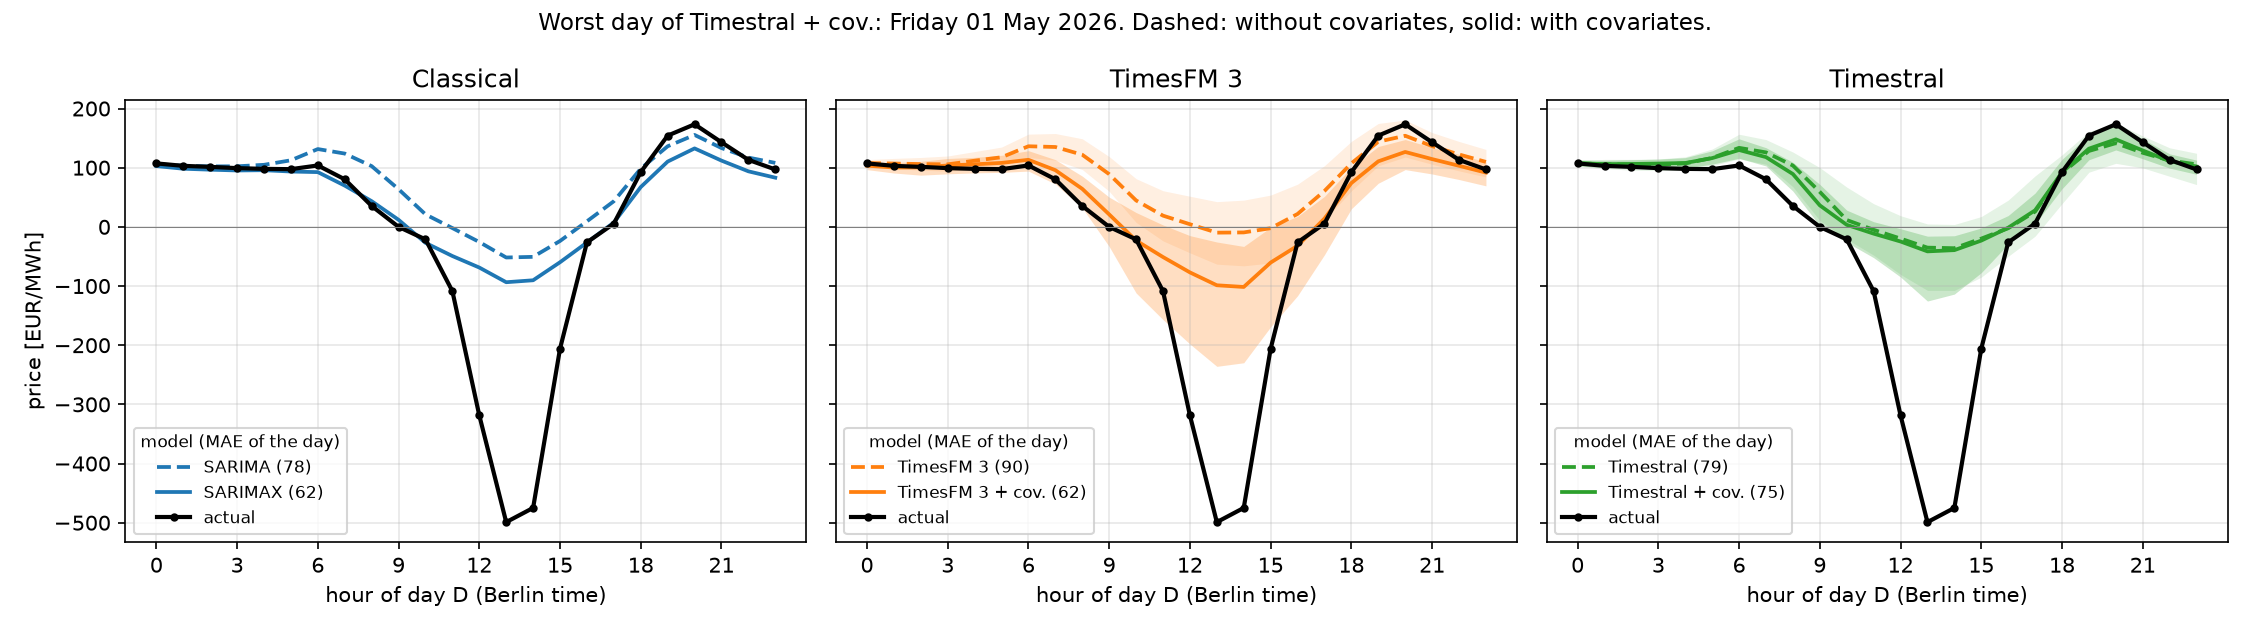 Worst day of Timestral + cov.: Friday 01 May 2026. Dashed: without covariates, solid: with covariates.
Classical
price [EUR/MWh]
200
100
0
−100
−200
−300
−400
−500
model (MAE of the day)
SARIMA (78)
SARIMAX (62)
actual
0 3 6 9 12 15 18 21
hour of day D (Berlin time)
TimesFM 3
model (MAE of the day)
TimesFM 3 (90)
TimesFM 3 + cov. (62)
actual
0 3 6 9 12 15 18 21
hour of day D (Berlin time)
Timestral
model (MAE of the day)
Timestral (79)
Timestral + cov. (75)
actual
0 3 6 9 12 15 18 21
hour of day D (Berlin time)